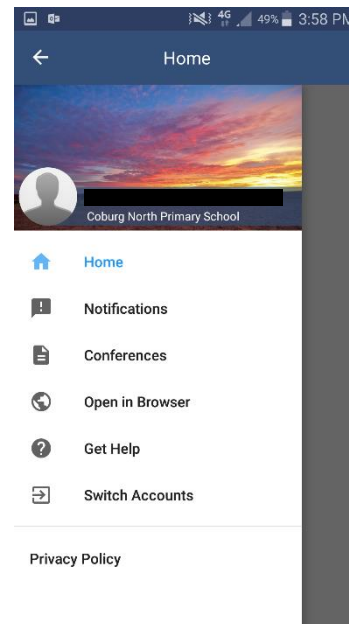 4G 49% 3:58 PM
Home
Coburg North Primary School
Home
Notifications
Conferences
Open in Browser
Get Help
Switch Accounts
Privacy Policy